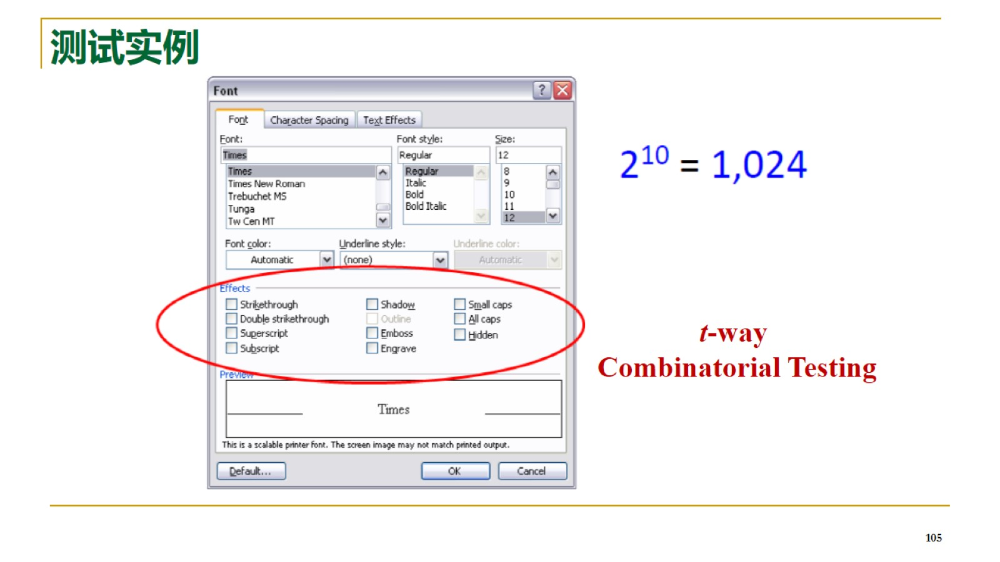 测试实例
Font
?
Font Character Spacing Text Effects
Font: Font style: Size:
Times Regular 12
Times Regular 8
Times New Roman Italic 9
Trebuchet MS Bold 10
Tunga Bold Italic 11
Tw Cen MT 12
Font color: Underline style: Underline color:
Automatic (none) Automatic
Effects
Strikethrough Shadow Small caps
Double strikethrough Outline All caps
Superscript Emboss Hidden
Subscript Engrave
Preview
Times
This is a scalable printer font. The screen image may not match printed output.
Default... OK Cancel
2¹⁰ = 1,024
t-way
Combinatorial Testing
105